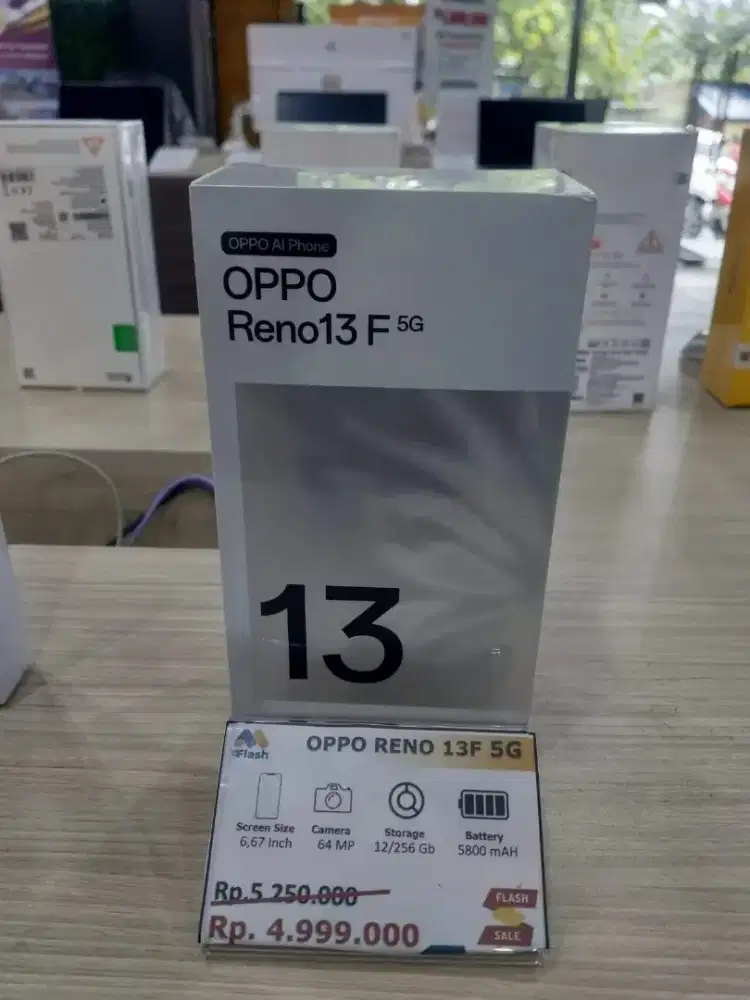 OPPO AI Phone
OPPO
Reno13 F 5G
13
Flash
OPPO RENO 13F 5G
Screen Size
6,67 Inch
Camera
64 MP
Storage
12/256 Gb
Battery
5800 mAH
Rp.5 250.000
Rp. 4.999.000
FLASH
SALE